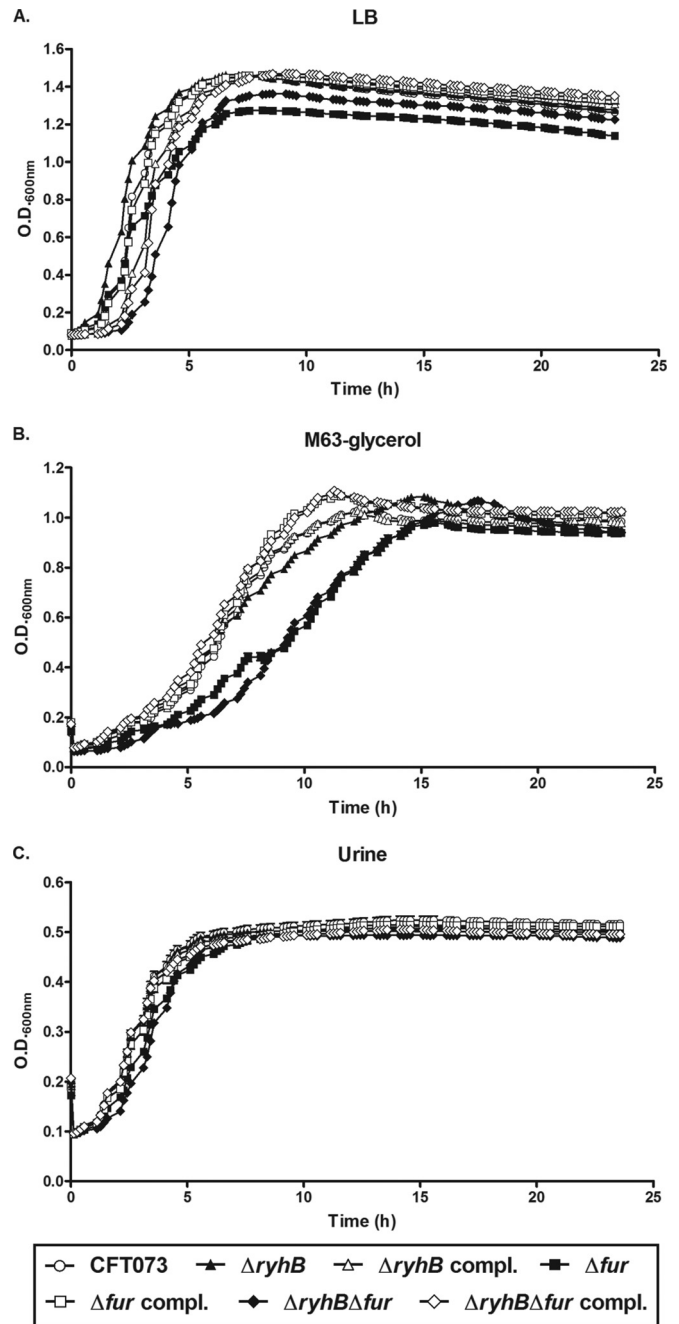 A.
LB
1.6
1.4
1.2
1.0
0.8
0.6
0.4
0.2
0.0
O.D.600nm
0 5 10 15 20 25
Time (h)
B.
M63-glycerol
1.2
1.0
0.8
0.6
0.4
0.2
0.0
O.D.600nm
0 5 10 15 20 25
Time (h)
C.
Urine
0.6
0.5
0.4
0.3
0.2
0.1
0.0
O.D.600nm
0 5 10 15 20 25
Time (h)
CFT073 ΔryhB ΔryhB compl. Δfur
Δfur compl. ΔryhBΔfur ΔryhBΔfur compl.